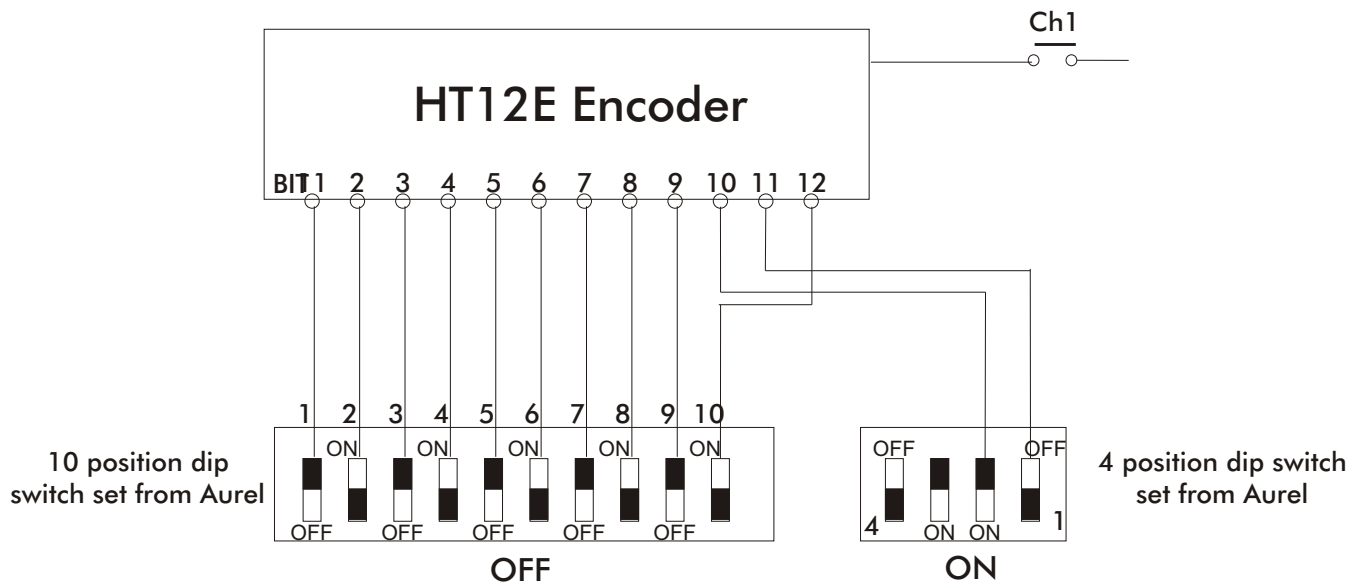 Ch1
HT12E Encoder
BIT1 2 3 4 5 6 7 8 9 10 11 12
1 2 3 4 5 6 7 8 9 10
ON ON ON ON ON
OFF OFF OFF OFF OFF
OFF
10 position dip
switch set from Aurel
OFF OFF
4 ON ON 1
ON
4 position dip switch
set from Aurel